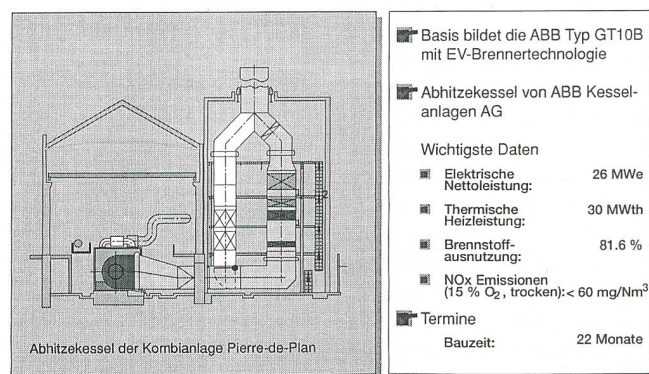 Abhitzekessel der Kombianlage Pierre-de-Plan
Basis bildet die ABB Typ GT10B
mit EV-Brennertechnologie
Abhitzekessel von ABB Kessel-
anlagen AG
Wichtigste Daten
Elektrische
Nettoleistung: 26 MWe
Thermische
Heizleistung: 30 MWth
Brennstoff-
ausnutzung: 81.6 %
NOx Emissionen
(15 % O₂, trocken): < 60 mg/Nm³
Termine
Bauzeit: 22 Monate